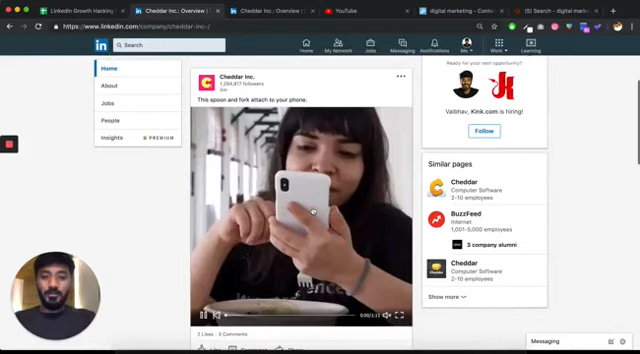 LinkedIn Growth Hacking
Cheddar Inc.: Overview |
Cheddar Inc.: Overview |
YouTube
digital marketing - Google
(5) Search - digital mar
https://www.linkedin.com/company/cheddar-inc-/
in
Search
Home
My Network
Jobs
Messaging
Notifications
Me
Work
Learning
Home
About
Jobs
People
Insights
PREMIUM
Cheddar Inc.
1,294,917 followers
This spoon and fork attach to your phone.
0:00/1:11
2 Likes · 3 Comments
Ready for your next opportunity?
Vaibhav, Kink.com is hiring!
Follow
Similar pages
Cheddar
Computer Software
2-10 employees
BuzzFeed
Internet
1,001-5,000 employees
3 company alumni
Cheddar
Computer Software
2-10 employees
Show more
Messaging